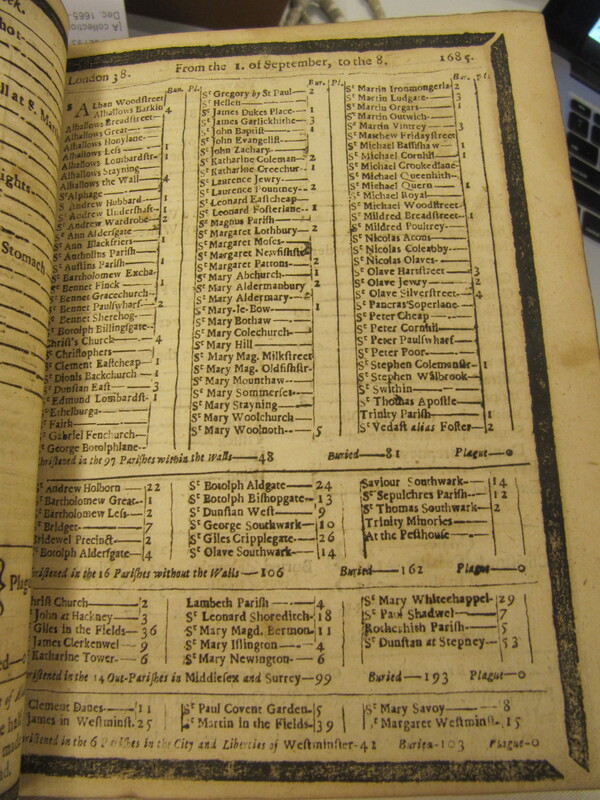 London 38. From the 1. of September, to the 8. 1685.
Bur. Pl.
St Alban Woodstreet
Alhallows Barkin 4
Alhallows Breadstreet
Alhallows Great
Alhallows Honylane
Alhallows Less 1
Alhallows Lombardstr 1
Alhallows Stayning
Alhallows the Wall 4
St Alphage
St Andrew Hubbard 1
St Andrew Undershaft 1
St Andrew Wardrobe 2
St Ann Aldersgate
St Ann Blackfriers 1
St Antholins Parish
St Austins Parish 1
St Bartholomew Excha.
St Bennet Finck 1
St Bennet Gracechurch
St Bennet Paulswharf 2
St Bennet Sherehog
St Botolph Billingsgate
Christ's Church 4
St Christophers
St Clement Eastcheap 1
St Dionis Backchurch 1
St Dunstan East 3
St Edmund Lombardst 1
St Ethelburga
St Faith
St Gabriel Fenchurch
St George Botolphlane
Bur. Pl.
St Gregory by St Paul 2
St Hellen
St James Dukes Place 1
St James Garlickhithe 3
St John Baptist 1
St John Evangelist
St John Zachary
St Katharine Coleman 2
St Katharine Creechur 1
St Laurence Jewry
St Laurence Pountney 2
St Leonard Eastcheap
St Leonard Fosterlane 1
St Magnus Parish
St Margaret Lothbury 2
St Margaret Moses
St Margaret Newfishstre
St Margaret Pattons 2
St Mary Abchurch 1
St Mary Aldermanbury 2
St Mary Aldermary
St Mary-le-Bow 1
St Mary Bothaw
St Mary Colechurch
St Mary Hill
St Mary Mag. Milkstreet
St Mary Mag. Oldfishstr
St Mary Mounthaw
St Mary Sommerset
St Mary Stayning
St Mary Woolchurch
St Mary Woolnoth 5
Bur. Pl.
St Martin Ironmongerla 2
St Martin Ludgate 3
St Martin Orgars 1
St Martin Outwich
St Martin Vintrey 3
St Matthew Fridaystreet
St Michael Bassishaw 1
St Michael Cornhil 1
St Michael Crookedlane
St Michael Queenhith
St Michael Quern 1
St Michael Royal
St Michael Woodstreet
St Mildred Breadstreet 1
St Mildred Poultrey
St Nicolas Acons
St Nicolas Coleabby
St Nicolas Olaves
St Olave Hartstreet 3
St Olave Jewry 2
St Olave Silverstreet 4
St Pancras Soperlane
St Peter Cheap
St Peter Cornhil
St Peter Paulswharf
St Peter Poor
St Stephen Colemanstr 1
St Stephen Walbrook
St Swithin
St Thomas Apostle
Trinity Parish 1
St Vedast alias Foster 2
Christened in the 97 Parishes within the Walls—48 Buried—81 Plague—0
St Andrew Holborn 22
St Bartholomew Great 1
St Bartholomew Less 2
St Bridget 7
Bridewel Precinct 2
St Botolph Aldersgate 4
St Botolph Aldgate 24
St Botolph Bishopgate 13
St Dunstan West 9
St George Southwark 10
St Giles Cripplegate 26
St Olave Southwark 14
Saviour Southwark 14
St Sepulchres Parish 12
St Thomas Southwark 2
Trinity Minories
At the Pesthouse
Christened in the 16 Parishes without the Walls—106 Buried—162 Plague—0
Christ Church 2
St John at Hackney 3
St Giles in the Fields 36
St James Clerkenwel 9
St Katharine Tower 6
Lambeth Parish 4
St Leonard Shoreditch 18
St Mary Magd. Bermon. 11
St Mary Islington 4
St Mary Newington 6
St Mary Whitechappel 29
St Paul Shadwel 7
Rothethith Parish 5
St Dunstan at Stepney 53
Christened in the 14 Out-Parishes in Middlesex and Surrey—99 Buried—193 Plague—0
Clement Danes 11
James in Westminst. 25
St Paul Covent Garden 5
St Martin in the Fields 39
St Mary Savoy 8
St Margaret Westminst. 15
Christened in the 6 Parishes in the City and Liberties of Westminster-42 Buried-103 Plague-0